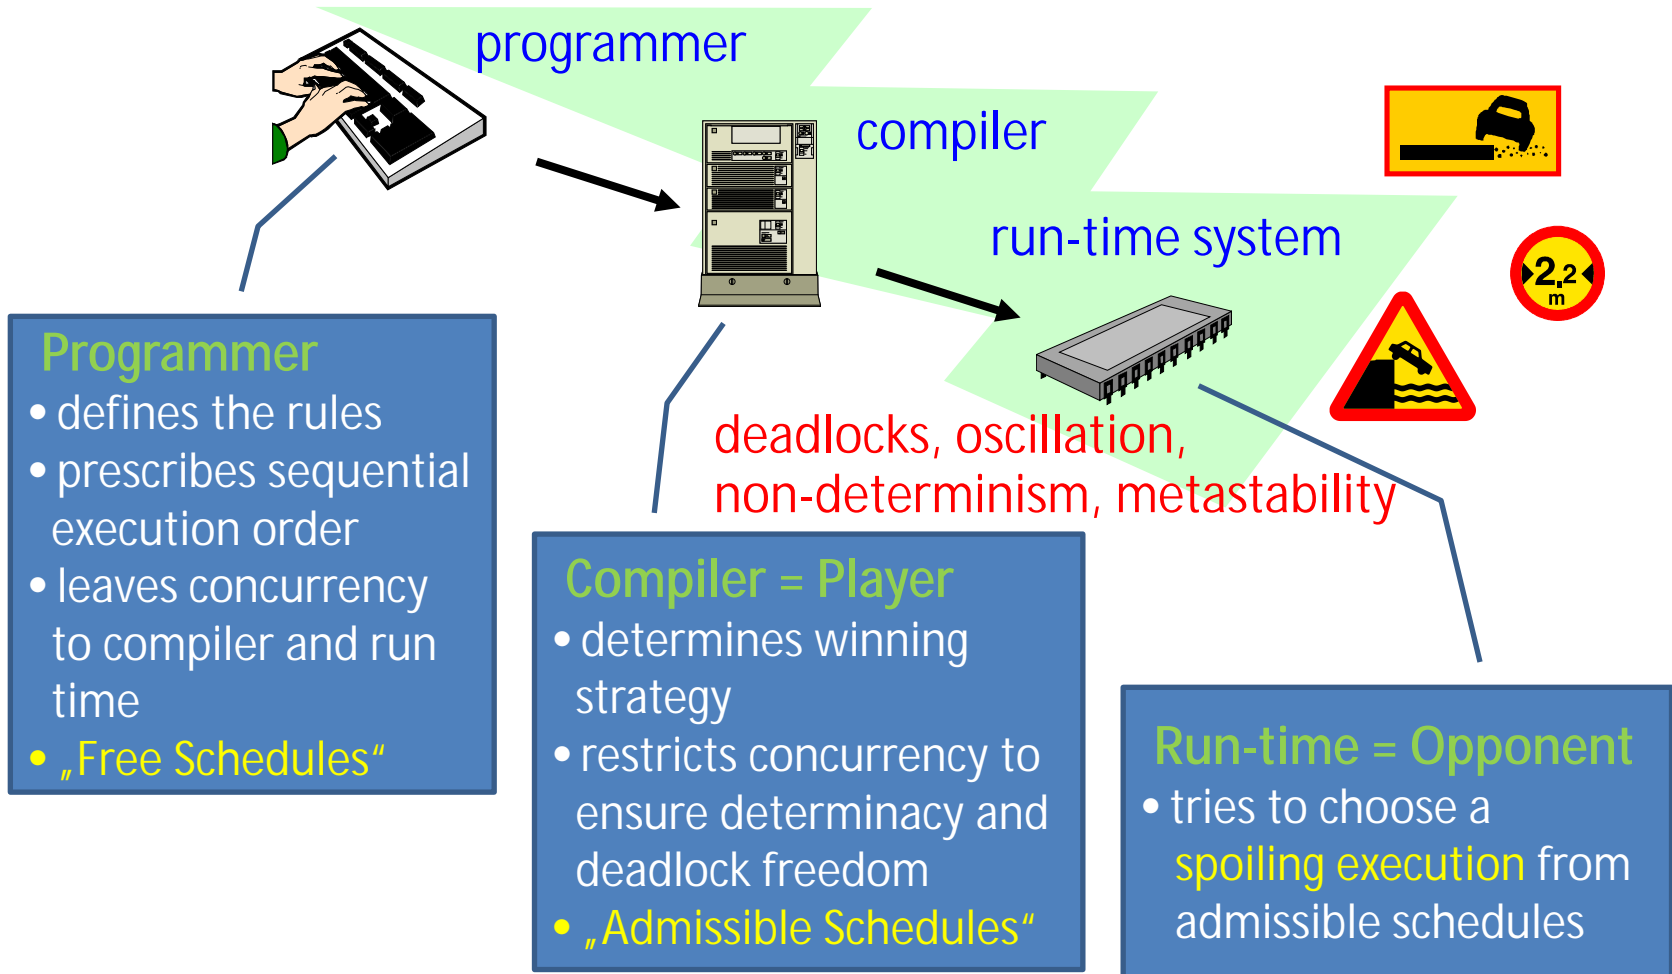 programmer
compiler
run-time system
2,2
m
deadlocks, oscillation,
non-determinism, metastability
Programmer
• defines the rules
• prescribes sequential
execution order
• leaves concurrency
to compiler and run
time
• „Free Schedules“
Compiler = Player
• determines winning
strategy
• restricts concurrency to
ensure determinacy and
deadlock freedom
• „Admissible Schedules“
Run-time = Opponent
• tries to choose a
spoiling execution from
admissible schedules